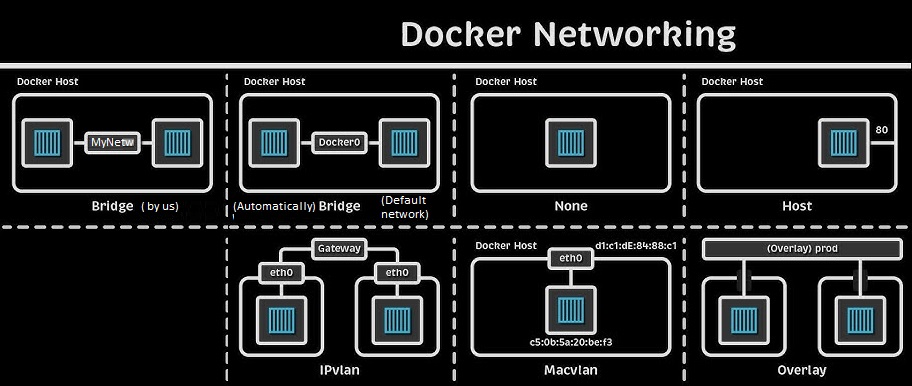 Docker Networking
Docker Host
MyNetw
Bridge ( by us)
Docker Host
Docker0
(Automatically) Bridge (Default
network)
Docker Host
None
Docker Host
80
Host
Gateway
eth0 eth0
IPvlan
Docker Host d1:c1:dE:84:88:c1
eth0
c5:0b:5a:20:be:f3
Macvlan
(Overlay) prod
Overlay